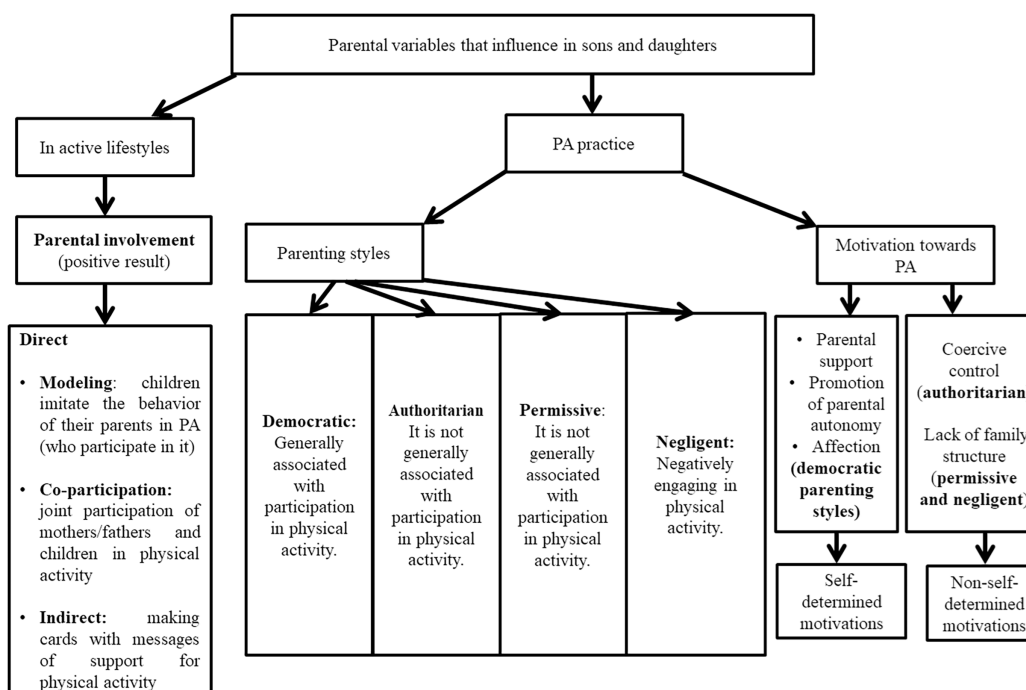 Parental variables that influence in sons and daughters
In active lifestyles
PA practice
Parental involvement
(positive result)
Parenting styles
Motivation towards
PA
Direct
• Modeling: children
imitate the behavior
of their parents in PA
(who participate in it)
• Co-participation:
joint participation of
mothers/fathers and
children in physical
activity
• Indirect: making
cards with messages
of support for
physical activity
Democratic:
Generally
associated
with
participation
in physical
activity.
Authoritarian
It is not
generally
associated
with
participation
in physical
activity.
Permissive:
It is not
generally
associated
with
participation
in physical
activity.
Negligent:
Negatively
engaging in
physical
activity.
• Parental
support
• Promotion
of parental
autonomy
• Affection
(democratic
parenting
styles)
Coercive
control
(authoritarian)
Lack of family
structure
(permissive
and negligent)
Self-
determined
motivations
Non-self-
determined
motivations